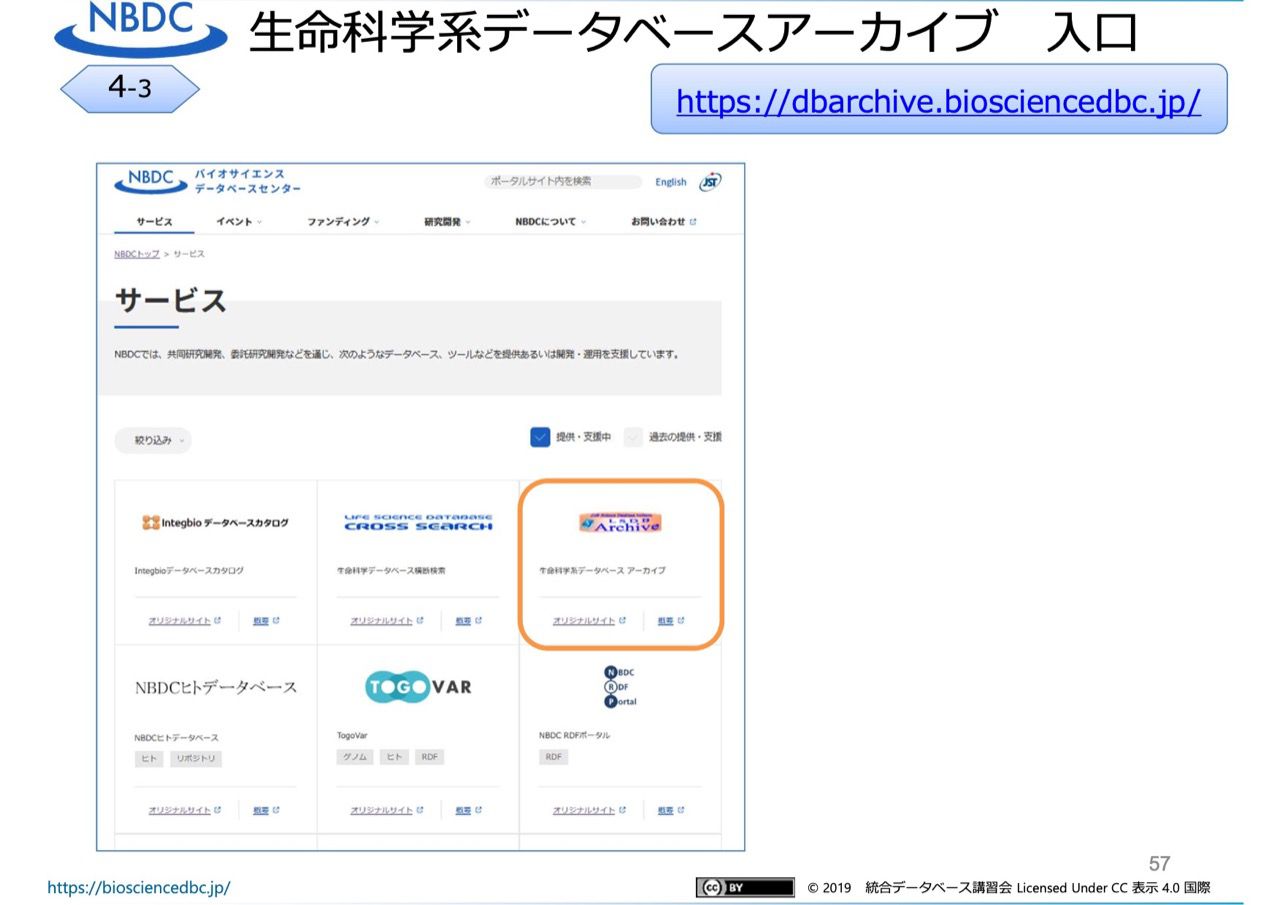 NBDC 生命科学系データベースアーカイブ 入口
4-3
https://dbarchive.biosciencedbc.jp/
NBDC バイオサイエンス
データベースセンター
ポータルサイト内を検索 English JST
サービス イベント ファンディング 研究開発 NBDCについて お問い合わせ
NBDCトップ > サービス
サービス
NBDCでは、共同研究開発、委託研究開発などを通じ、次のようなデータベース、ツールなどを提供あるいは開発・運用を支援しています。
絞り込み 提供・支援中 過去の提供・支援
Integbio データベースカタログ
Integbioデータベースカタログ
オリジナルサイト 概要
LIFE SCIENCE DATABASE
CROSS SEARCH
生命科学データベース横断検索
オリジナルサイト 概要
Life Science Database Archive
LSDB
Archive
生命科学系データベース アーカイブ
オリジナルサイト 概要
NBDCヒトデータベース
NBDCヒトデータベース
ヒト リポジトリ
オリジナルサイト 概要
TOGOVAR
TogoVar
ゲノム ヒト RDF
オリジナルサイト 概要
NBDC
RDF
Portal
NBDC RDFポータル
RDF
オリジナルサイト 概要
57
https://biosciencedbc.jp/
cc BY © 2019 統合データベース講習会 Licensed Under CC 表示 4.0 国際